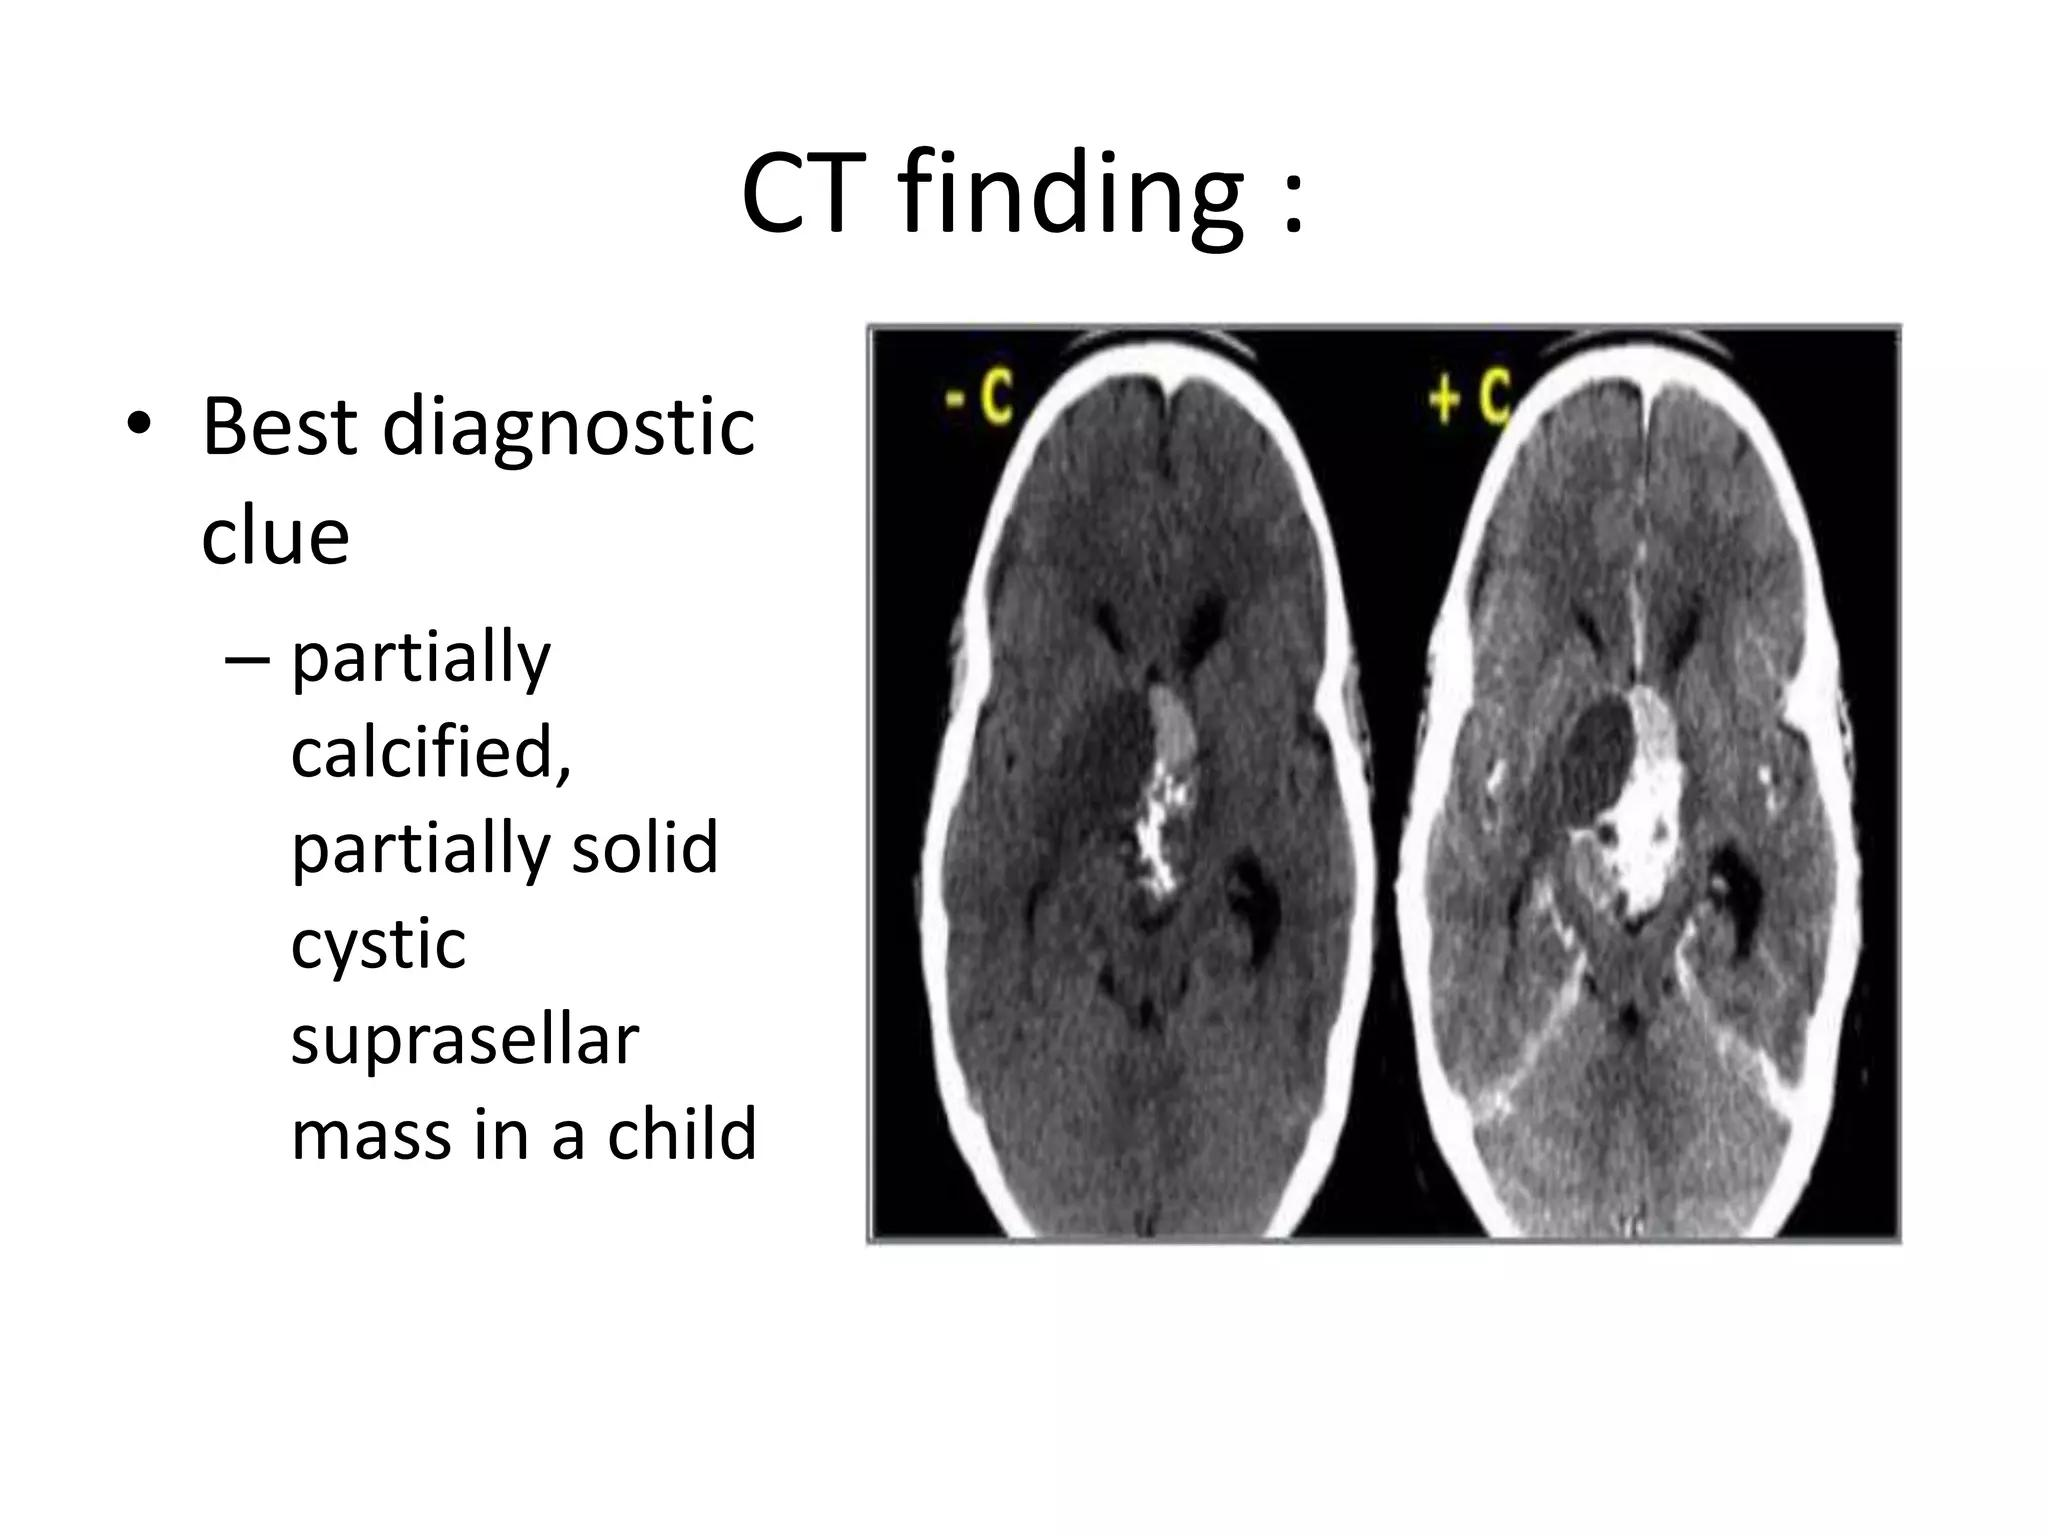 CT finding :
• Best diagnostic
clue
– partially
calcified,
partially solid
cystic
suprasellar
mass in a child
- C
+ C